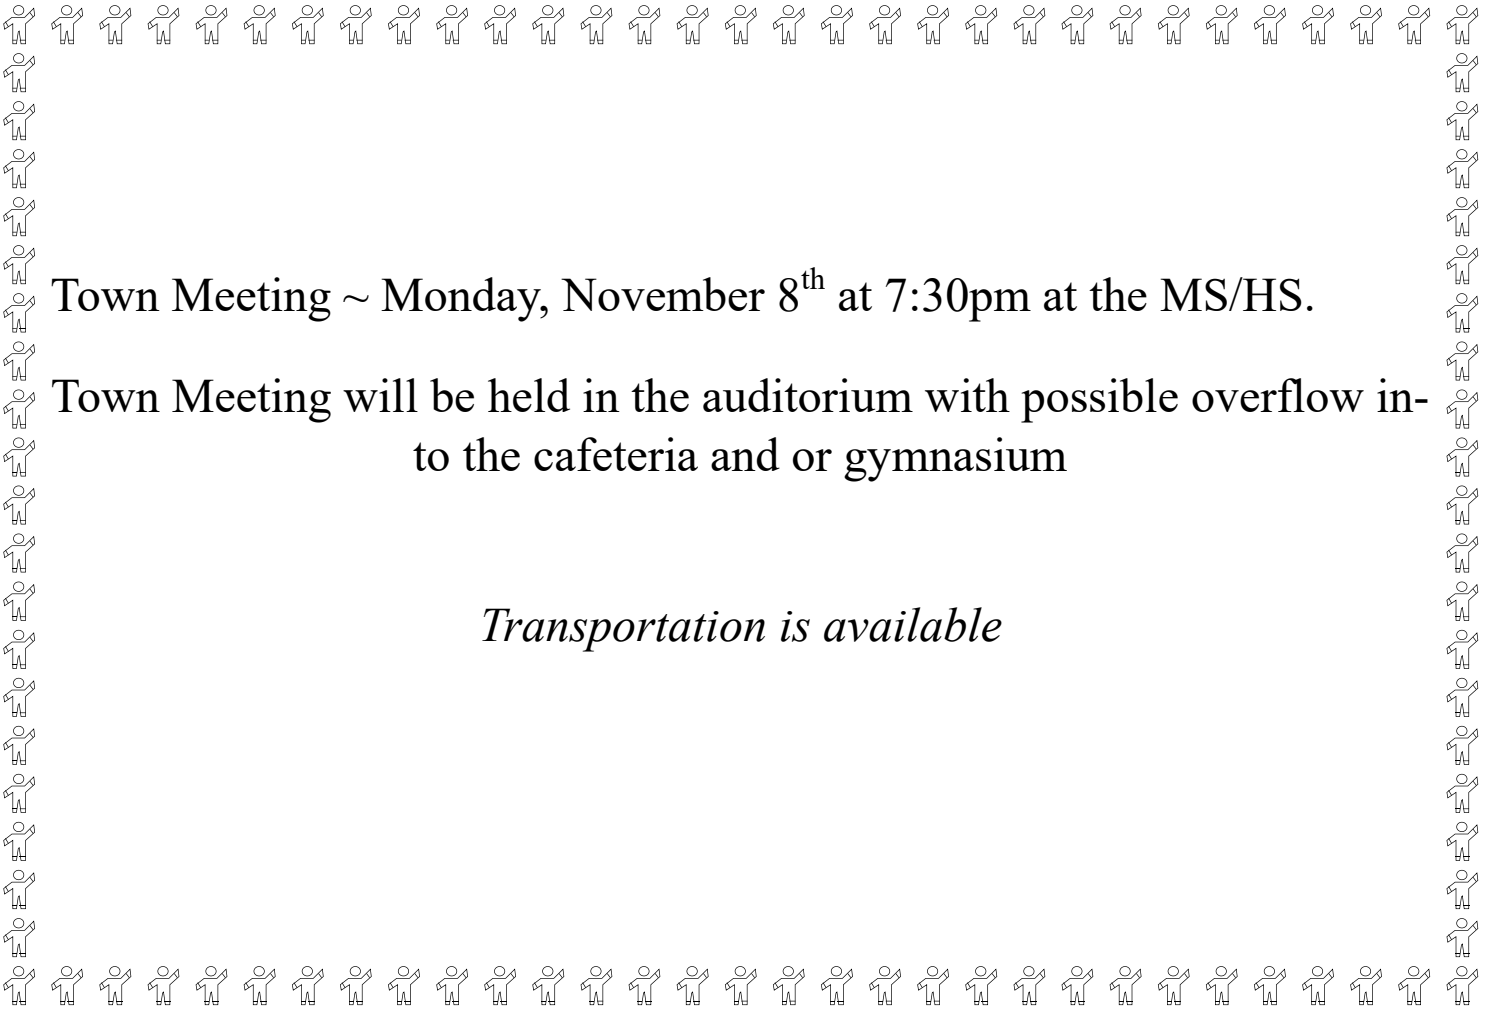 Town Meeting ~ Monday, November 8th at 7:30pm at the MS/HS.
Town Meeting will be held in the auditorium with possible overflow in-
to the cafeteria and or gymnasium
Transportation is available